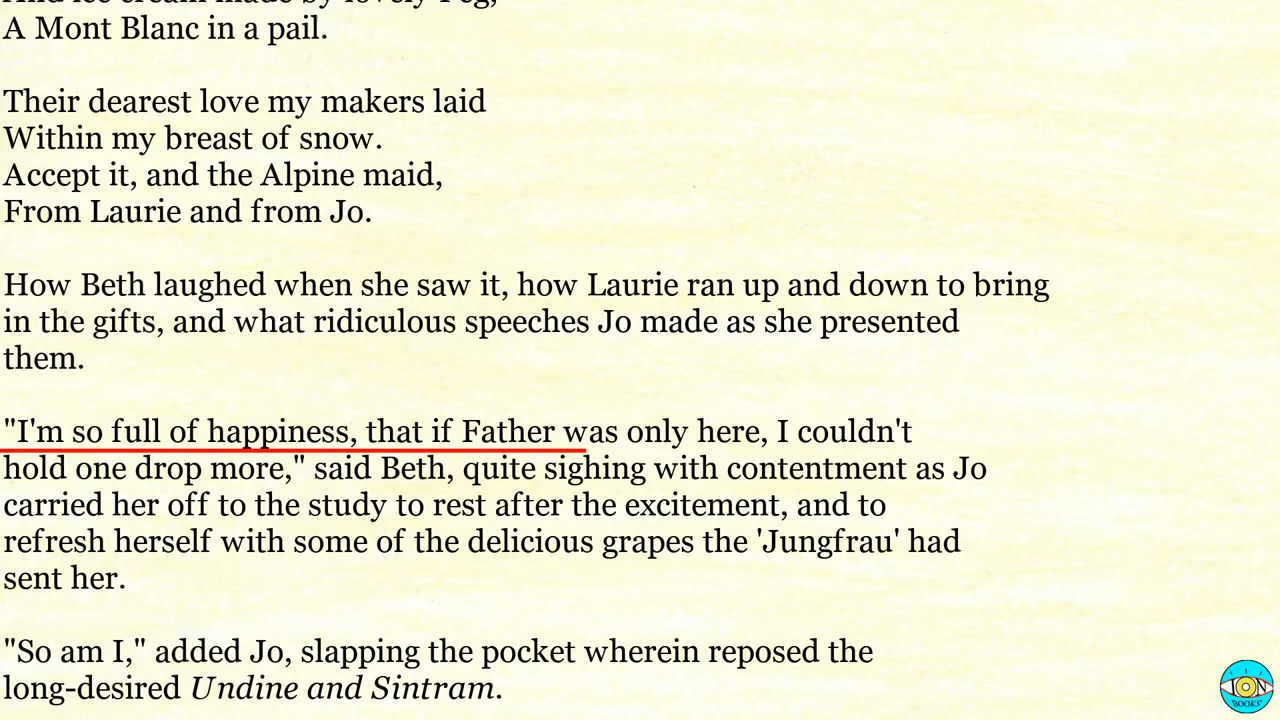 A Mont Blanc in a pail.
Their dearest love my makers laid
Within my breast of snow.
Accept it, and the Alpine maid,
From Laurie and from Jo.
How Beth laughed when she saw it, how Laurie ran up and down to bring
in the gifts, and what ridiculous speeches Jo made as she presented
them.
"I'm so full of happiness, that if Father was only here, I couldn't
hold one drop more," said Beth, quite sighing with contentment as Jo
carried her off to the study to rest after the excitement, and to
refresh herself with some of the delicious grapes the 'Jungfrau' had
sent her.
"So am I," added Jo, slapping the pocket wherein reposed the
long-desired Undine and Sintram.
ION
BOOKS